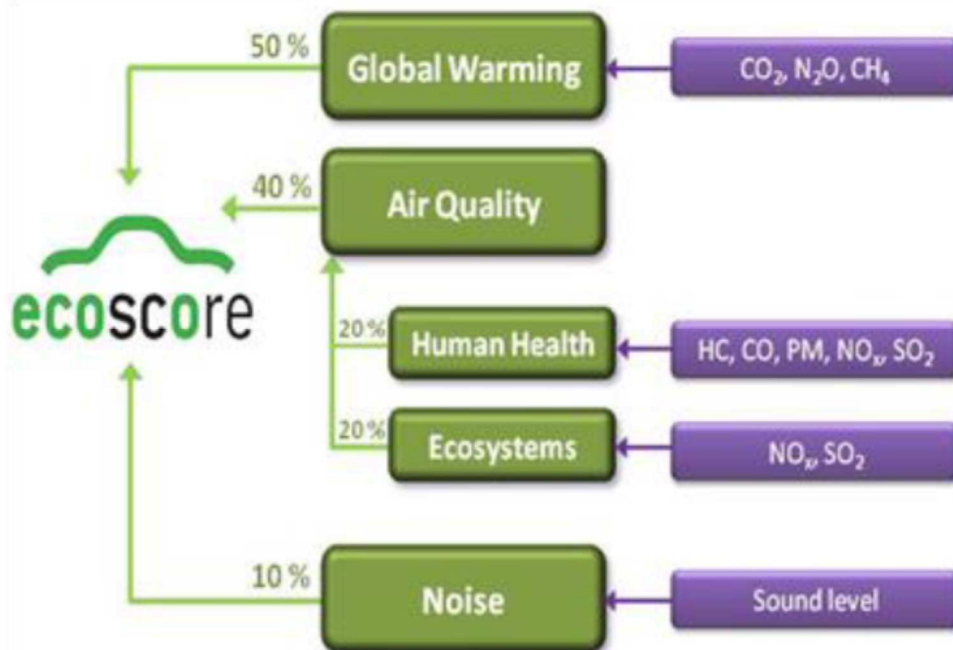 50 %
Global Warming
CO₂, N₂O, CH₄
40 %
Air Quality
ecoscore
20 %
Human Health
HC, CO, PM, NOₓ, SO₂
20 %
Ecosystems
NOₓ, SO₂
10 %
Noise
Sound level